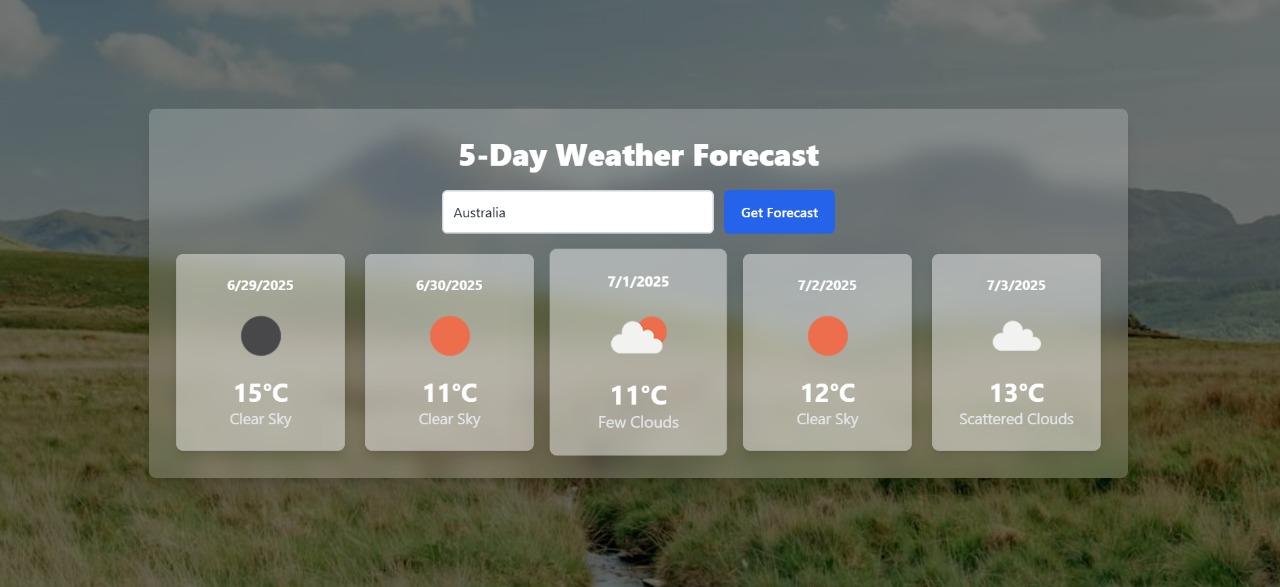 5-Day Weather Forecast
Australia
Get Forecast
6/29/2025
15°C
Clear Sky
6/30/2025
11°C
Clear Sky
7/1/2025
11°C
Few Clouds
7/2/2025
12°C
Clear Sky
7/3/2025
13°C
Scattered Clouds